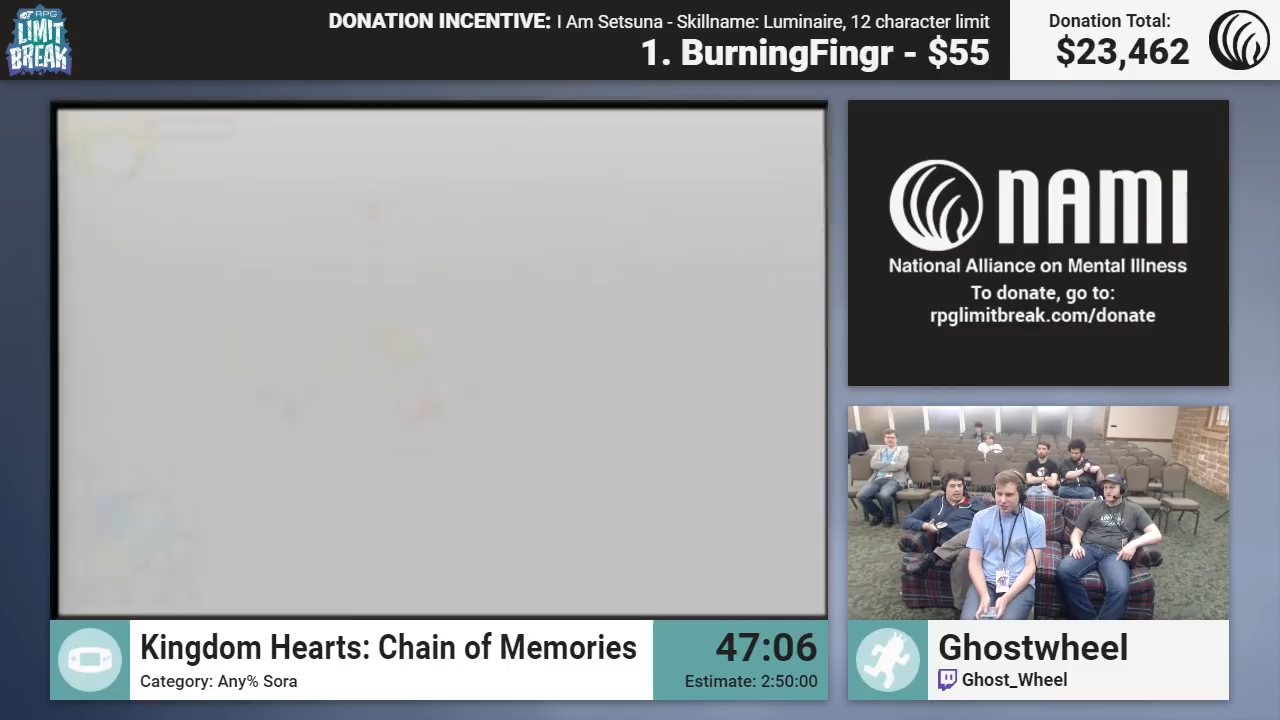 RPG
LIMIT
BREAK
DONATION INCENTIVE: I Am Setsuna - Skillname: Luminaire, 12 character limit
1. BurningFingr - $55
Donation Total:
$23,462
NAMI
National Alliance on Mental Illness
To donate, go to:
rpglimitbreak.com/donate
Kingdom Hearts: Chain of Memories
Category: Any% Sora
47:06
Estimate: 2:50:00
Ghostwheel
Ghost_Wheel